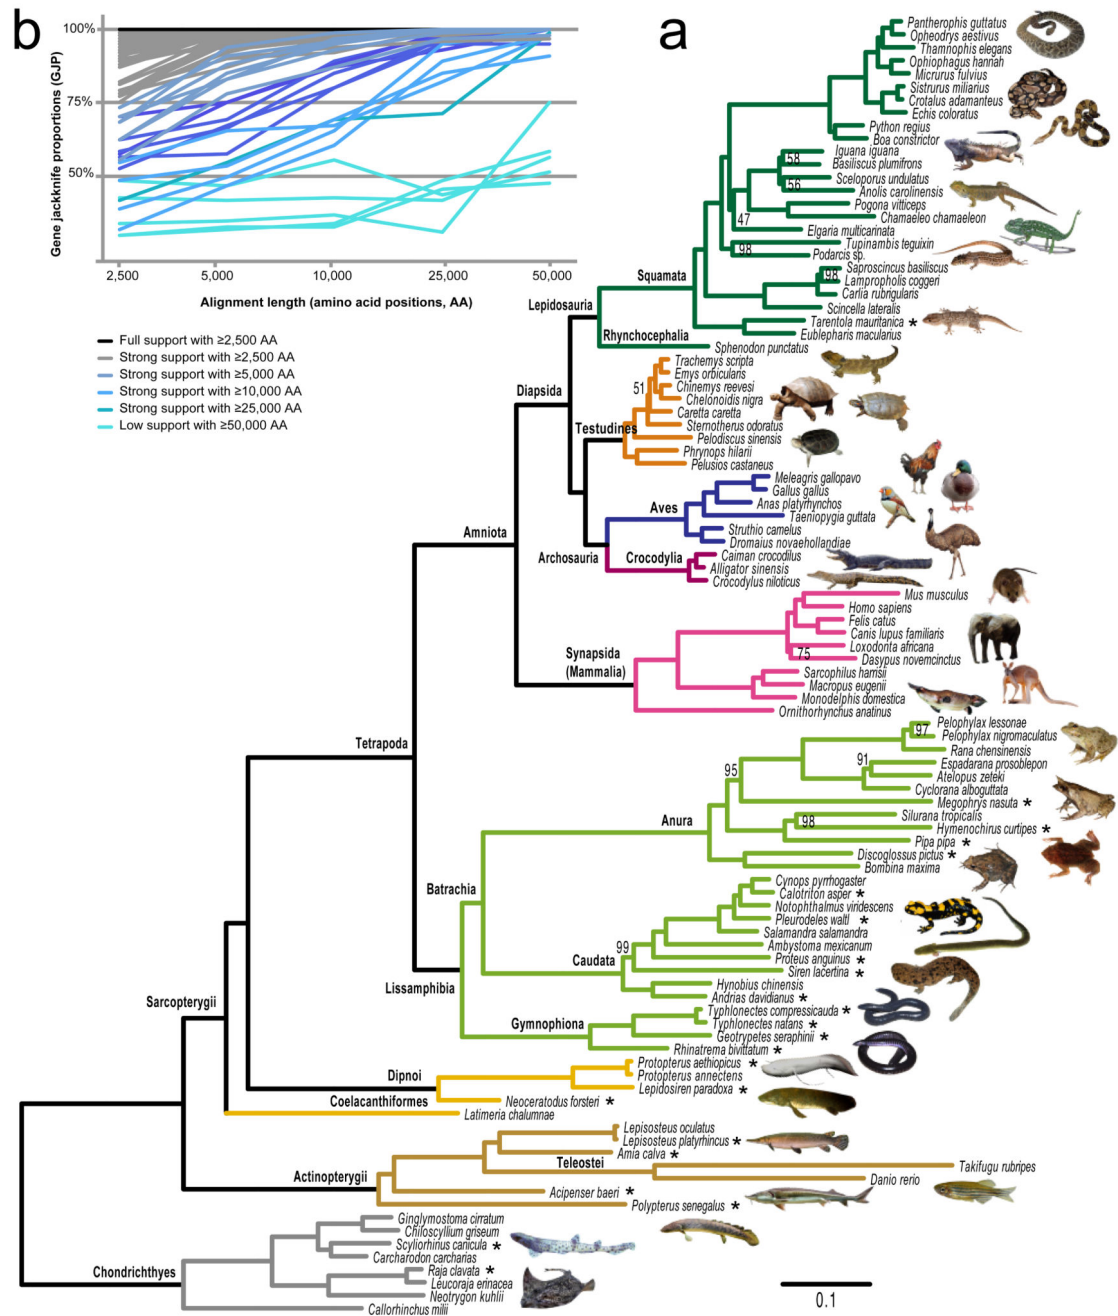 b
100%
75%
50%
Gene jackknife proportions (GJP)
2,500
5,000
10,000
25,000
50,000
Alignment length (amino acid positions, AA)
Full support with ≥2,500 AA
Strong support with ≥2,500 AA
Strong support with ≥5,000 AA
Strong support with ≥10,000 AA
Strong support with ≥25,000 AA
Low support with ≥50,000 AA
a
Pantherophis guttatus
Opheodrys aestivus
Thamnophis elegans
Ophiophagus hannah
Micrurus fulvius
Sistrurus miliarius
Crotalus adamanteus
Echis coloratus
Python regius
Boa constrictor
Iguana iguana
58
Basiliscus plumifrons
Sceloporus undulatus
56
Anolis carolinensis
Pogona vitticeps
47
Chamaeleo chamaeleon
Elgaria multicarinata
Tupinambis teguixin
98
Podarcis sp.
Squamata
Saproscincus basiliscus
98
Lampropholis coggeri
Carlia rubrigularis
Lepidosauria
Scincella lateralis
Tarentola mauritanica *
Rhynchocephalia
Eublepharis macularius
Sphenodon punctatus
Trachemys scripta
Emys orbicularis
51
Chinemys reevesi
Diapsida
Chelonoidis nigra
Caretta caretta
Testudines
Sternotherus odoratus
Pelodiscus sinensis
Phrynops hilarii
Pelusios castaneus
Meleagris gallopavo
Gallus gallus
Aves
Anas platyrhynchos
Taeniopygia guttata
Amniota
Struthio camelus
Dromaius novaehollandiae
Archosauria
Crocodylia
Caiman crocodilus
Alligator sinensis
Crocodylus niloticus
Mus musculus
Homo sapiens
Felis catus
Canis lupus familiaris
Loxodonta africana
75
Synapsida
(Mammalia)
Dasypus novemcinctus
Sarcophilus harrisii
Macropus eugenii
Monodelphis domestica
Ornithorhynchus anatinus
Pelophylax lessonae
97
Pelophylax nigromaculatus
Tetrapoda
Rana chensinensis
91
Espadarana prosoblepon
95
Atelopus zeteki
Cyclorana alboguttata
Megophrys nasuta *
Silurana tropicalis
Anura
98
Hymenochirus curtipes *
Pipa pipa *
Discoglossus pictus *
Bombina maxima
Batrachia
Cynops pyrrhogaster
Calotriton asper *
Notophthalmus viridescens
Pleurodeles waltl *
Salamandra salamandra
99
Ambystoma mexicanum
Caudata
Proteus anguinus *
Siren lacertina *
Lissamphibia
Hynobius chinensis
Andrias davidianus *
Sarcopterygii
Typhlonectes compressicauda *
Gymnophiona
Typhlonectes natans *
Geotrypetes seraphinii *
Rhinatrema bivittatum *
Protopterus aethiopicus *
Dipnoi
Protopterus annectens
Lepidosiren paradoxa *
Coelacanthiformes
Neoceratodus forsteri *
Latimeria chalumnae
Lepisosteus oculatus
Lepisosteus platyrhincus *
Amia calva *
Teleostei
Takifugu rubripes
Actinopterygii
Danio rerio
Acipenser baeri *
Polypterus senegalus *
Ginglymostoma cirratum
Chiloscyllium griseum
Scyliorhinus canicula *
Carcharodon carcharias
Chondrichthyes
Raja clavata *
Leucoraja erinacea
Neotrygon kuhlii
Callorhinchus milii
0.1